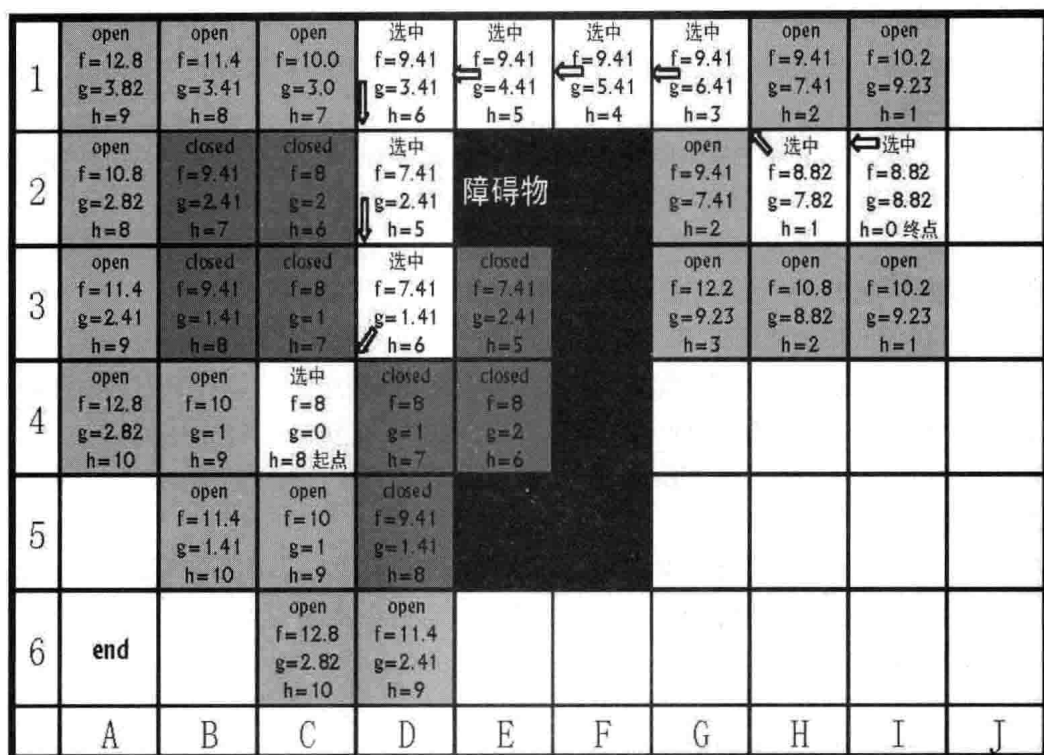 1
open
f=12.8
g=3.82
h=9
open
f=11.4
g=3.41
h=8
open
f=10.0
g=3.0
h=7
选中
f=9.41
g=3.41
h=6
选中
f=9.41
g=4.41
h=5
选中
f=9.41
g=5.41
h=4
选中
f=9.41
g=6.41
h=3
open
f=9.41
g=7.41
h=2
open
f=10.2
g=9.23
h=1
2
open
f=10.8
g=2.82
h=8
closed
f=9.41
g=2.41
h=7
closed
f=8
g=2
h=6
选中
f=7.41
g=2.41
h=5
障碍物
open
f=9.41
g=7.41
h=2
选中
f=8.82
g=7.82
h=1
选中
f=8.82
g=8.82
h=0 终点
3
open
f=11.4
g=2.41
h=9
closed
f=9.41
g=1.41
h=8
closed
f=8
g=1
h=7
选中
f=7.41
g=1.41
h=6
closed
f=7.41
g=2.41
h=5
open
f=12.2
g=9.23
h=3
open
f=10.8
g=8.82
h=2
open
f=10.2
g=9.23
h=1
4
open
f=12.8
g=2.82
h=10
open
f=10
g=1
h=9
选中
f=8
g=0
h=8 起点
closed
f=8
g=1
h=7
closed
f=8
g=2
h=6
5
open
f=11.4
g=1.41
h=10
open
f=10
g=1
h=9
closed
f=9.41
g=1.41
h=8
6
end
open
f=12.8
g=2.82
h=10
open
f=11.4
g=2.41
h=9
A B C D E F G H I J